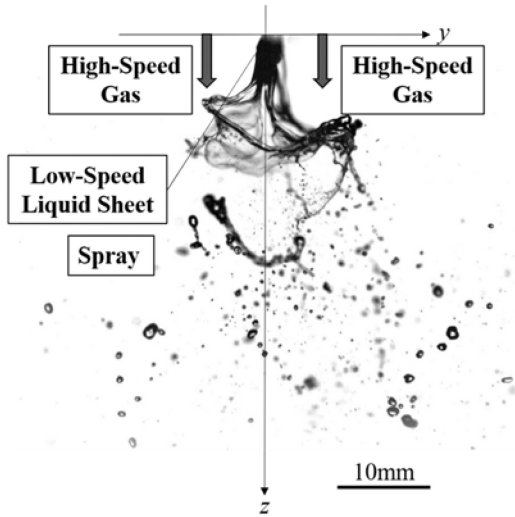 y
High-Speed
Gas
High-Speed
Gas
Low-Speed
Liquid Sheet
Spray
10mm
z